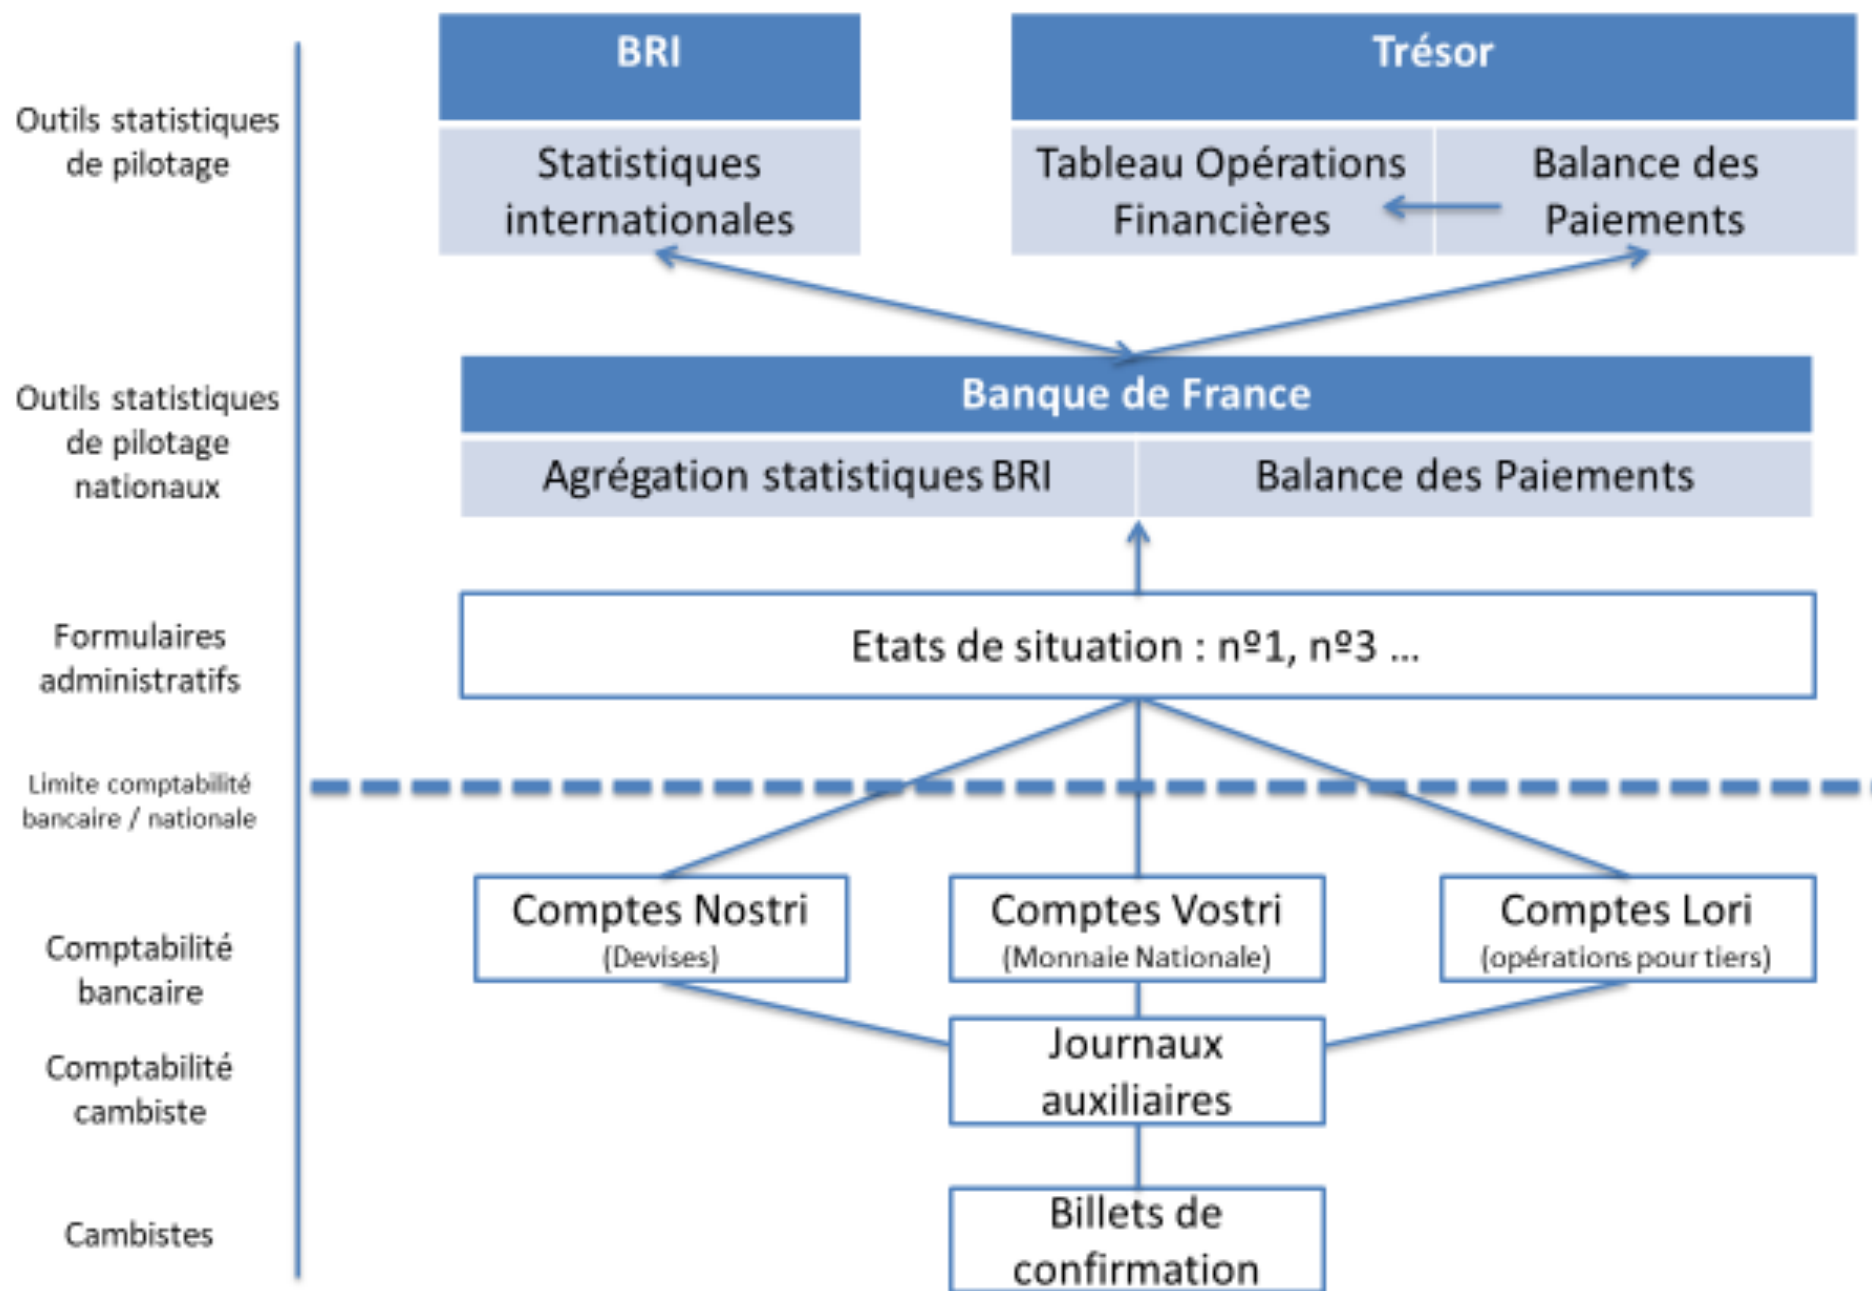 BRI
Trésor
Outils statistiques
de pilotage
Statistiques
internationales
Tableau Opérations
Financières
Balance des
Paiements
Outils statistiques
de pilotage
nationaux
Banque de France
Agrégation statistiques BRI
Balance des Paiements
Formulaires
administratifs
Etats de situation : nº1, nº3 ...
Limite comptabilité
bancaire / nationale
Comptabilité
bancaire
Comptes Nostri
(Devises)
Comptes Vostri
(Monnaie Nationale)
Comptes Lori
(opérations pour tiers)
Comptabilité
cambiste
Journaux
auxiliaires
Cambistes
Billets de
confirmation